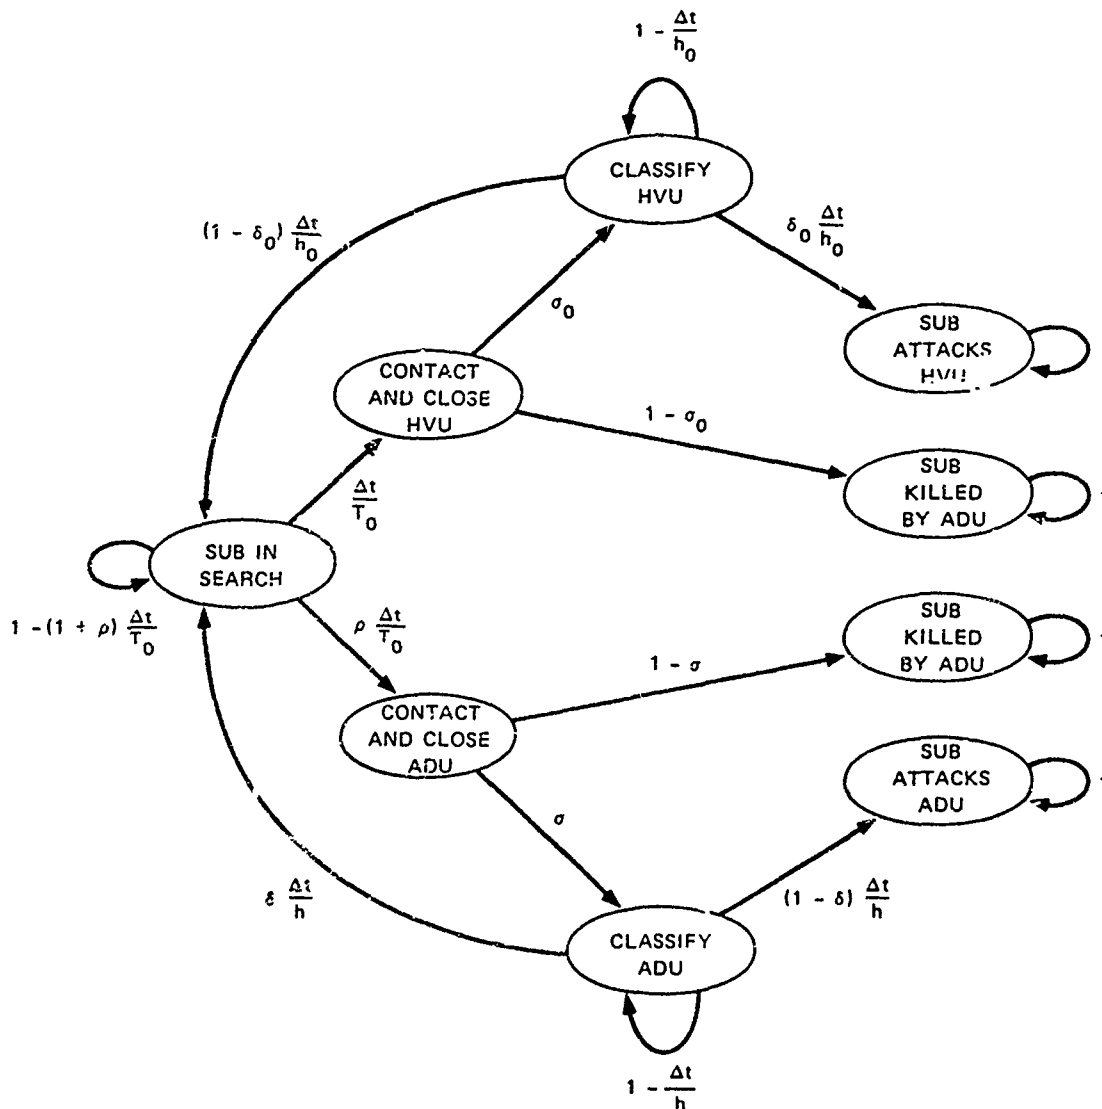 1 - Δt/h₀
CLASSIFY
HVU
(1 - δ₀) Δt/h₀
δ₀ Δt/h₀
σ₀
SUB
ATTACKS
HVU
CONTACT
AND CLOSE
HVU
1 - σ₀
SUB
KILLED
BY ADU
Δt/T₀
SUB IN
SEARCH
1 - (1 + ρ) Δt/T₀
ρ Δt/T₀
SUB
KILLED
BY ADU
1 - σ
CONTACT
AND CLOSE
ADU
SUB
ATTACKS
ADU
σ
δ Δt/h
(1 - δ) Δt/h
CLASSIFY
ADU
1 - Δt/h